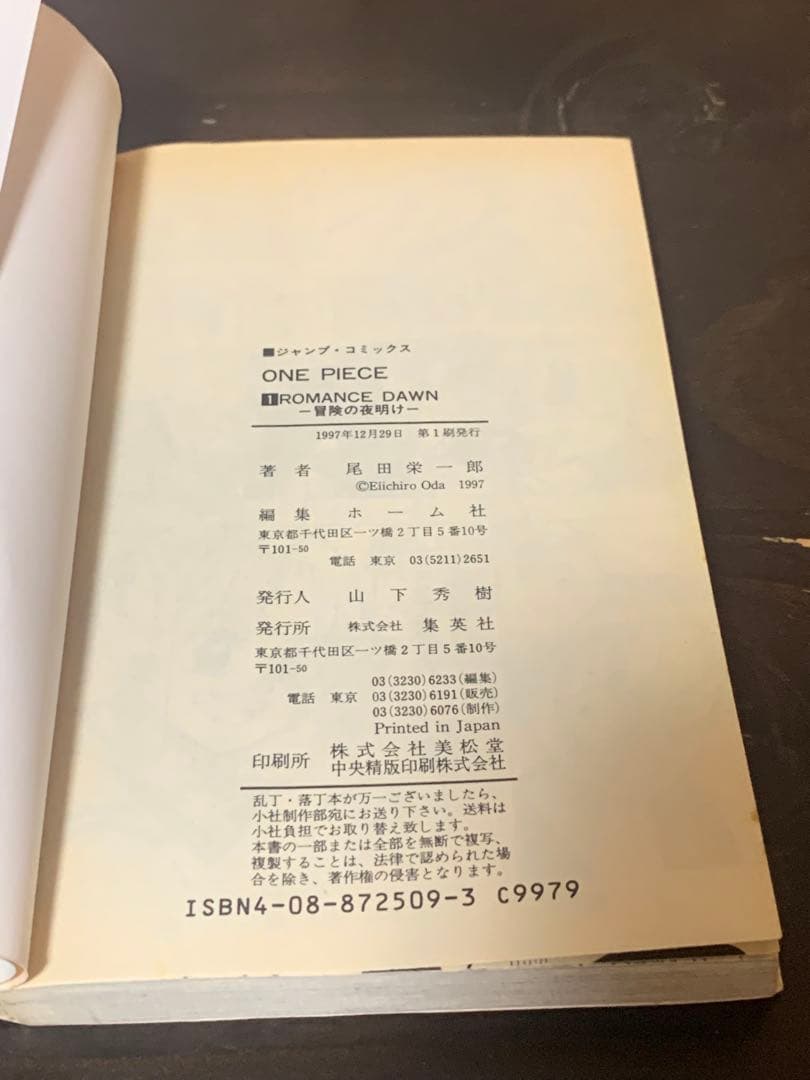 ■ジャンプ・コミックス
ONE PIECE
1 ROMANCE DAWN
―冒険の夜明け―
1997年12月29日 第1刷発行
著者 尾田栄一郎
©Eiichiro Oda 1997
編集 ホーム社
東京都千代田区一ツ橋2丁目5番10号
〒101-50
電話 東京 03(5211)2651
発行人 山下秀樹
発行所 株式会社 集英社
東京都千代田区一ツ橋2丁目5番10号
〒101-50
03(3230)6233(編集)
電話 東京 03(3230)6191(販売)
03(3230)6076(制作)
Printed in Japan
印刷所 株式会社美松堂
中央精版印刷株式会社
乱丁・落丁本が万一ございましたら、
小社制作部宛にお送り下さい。送料は
小社負担でお取り替え致します。
本書の一部または全部を無断で複写、
複製することは、法律で認められた場
合を除き、著作権の侵害となります。
ISBN4-08-872509-3 C9979